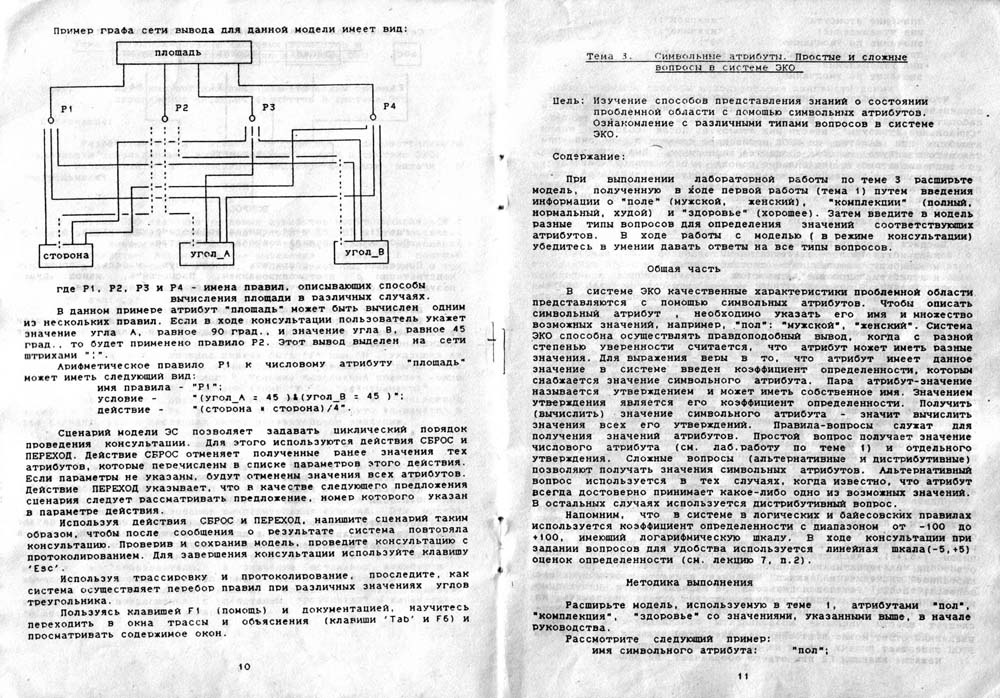 Пример графа сети вывода для данной модели имеет вид:
площадь
P1
P2
P3
P4
сторона
угол_A
угол_B
где P1, P2, P3 и P4 - имена правил, описывающих способы
вычисления площади в различных случаях.
В данном примере атрибут "площадь" может быть вычислен одним
из нескольких правил. Если в ходе консультации пользователь укажет
значение угла A, равное 90 град., и значение угла B, равное 45
град., то будет применено правило P2. Этот вывод выделен на сети
штрихами "¦".
Арифметическое правило P1 к числовому атрибуту "площадь"
может иметь следующий вид:
имя правила - "P1";
условие - "(угол_A = 45 )&(угол_B = 45 )";
действие - "(сторона * сторона)/4".
Сценарий модели ЭС позволяет задавать циклический порядок
проведения консультации. Для этого используются действия СБРОС и
ПЕРЕХОД. Действие СБРОС отменяет полученные ранее значения тех
атрибутов, которые перечислены в списке параметров этого действия.
Если параметры не указаны, будут отменены значения всех атрибутов.
Действие ПЕРЕХОД указывает, что в качестве следующего предложения
сценария следует рассматривать предложение, номер которого указан
в параметре действия.
Используя действия СБРОС и ПЕРЕХОД, напишите сценарий таким
образом, чтобы после сообщения о результате система повторяла
консультацию. Проверив и сохранив модель, проведите консультацию с
протоколированием. Для завершения консультации используйте клавишу
'Esc'.
Используя трассировку и протоколирование, проследите, как
система осуществляет перебор правил при различных значениях углов
треугольника.
Пользуясь клавишей F1 (помощь) и документацией, научитесь
переходить в окна трассы и объяснения (клавиши 'Tab' и F6) и
просматривать содержимое окон.
10
Тема 3. Символьные атрибуты. Простые и сложные
вопросы в системе ЭКО
Цель: Изучение способов представления знаний о состоянии
проблемной области с помощью символьных атрибутов.
Ознакомление с различными типами вопросов в системе
ЭКО.
Содержание:
При выполнении лабораторной работы по теме 3 расширьте
модель, полученную в ходе первой работы (тема 1) путем введения
информации о "поле" (мужской, женский), "комплекции" (полный,
нормальный, худой) и "здоровье" (хорошее). Затем введите в модель
разные типы вопросов для определения значений соответствующих
атрибутов. В ходе работы с моделью ( в режиме консультации)
убедитесь в умении давать ответы на все типы вопросов.
Общая часть
В системе ЭКО качественные характеристики проблемной области
представляются с помощью символьных атрибутов. Чтобы описать
символьный атрибут , необходимо указать его имя и множество
возможных значений, например, "пол": "мужской", "женский". Система
ЭКО способна осуществлять правдоподобный вывод, когда с разной
степенью уверенности считается, что атрибут может иметь разные
значения. Для выражения веры в то, что атрибут имеет данное
значение в системе введен коэффициент определенности, которым
снабжается значение символьного атрибута. Пара атрибут-значение
называется утверждением и может иметь собственное имя. Значением
утверждения является его коэффициент определенности. Получить
(вычислить) значение символьного атрибута - значит вычислить
значения всех его утверждений. Правила-вопросы служат для
получения значений атрибутов. Простой вопрос получает значение
числового атрибута (см. лаб.работу по теме 1) и отдельного
утверждения. Сложные вопросы (альтернативные и дистрибутивные)
позволяют получать значения символьных атрибутов. Альтернативный
вопрос используется в тех случаях, когда известно, что атрибут
всегда достоверно принимает какое-либо одно из возможных значений.
В остальных случаях используется дистрибутивный вопрос.
Напомним, что в системе в логических и байесовских правилах
используется коэффициент определенности с диапазоном от -100 до
+100, имеющий логарифмическую шкалу. В ходе консультации при
задании вопросов для удобства используется линейная шкала(-5,+5)
оценок определенности (см. лекцию 7, п.2).
Методика выполнения
Расширьте модель, используемую в теме 1, атрибутами "пол",
"комплекция", "здоровье" со значениями, указанными выше, в начале
руководства.
Рассмотрите следующий пример:
имя символьного атрибута: "пол";
11